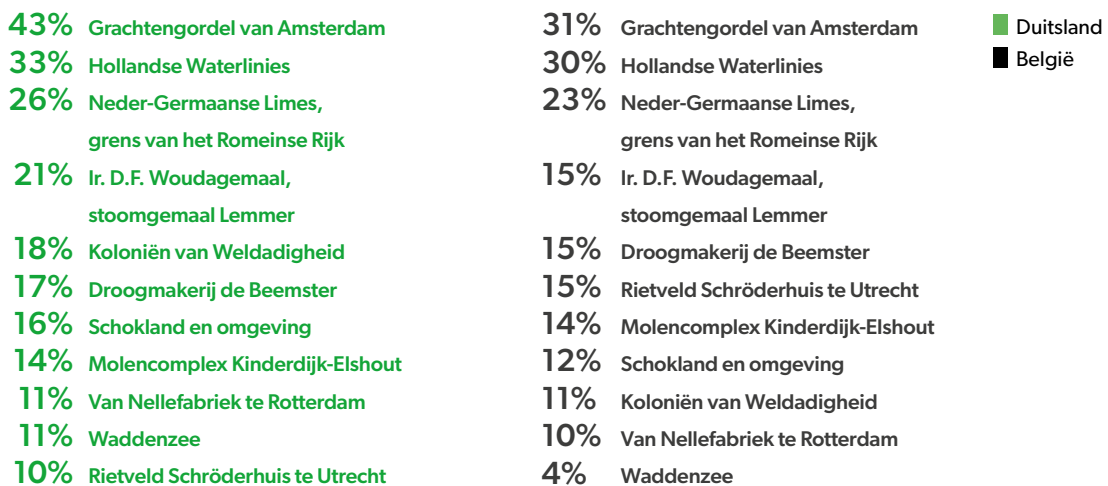 43% Grachtengordel van Amsterdam
33% Hollandse Waterlinies
26% Neder-Germaanse Limes,
grens van het Romeinse Rijk
21% Ir. D.F. Woudagemaal,
stoomgemaal Lemmer
18% Koloniën van Weldadigheid
17% Droogmakerij de Beemster
16% Schokland en omgeving
14% Molencomplex Kinderdijk-Elshout
11% Van Nellefabriek te Rotterdam
11% Waddenzee
10% Rietveld Schröderhuis te Utrecht
31% Grachtengordel van Amsterdam
30% Hollandse Waterlinies
23% Neder-Germaanse Limes,
grens van het Romeinse Rijk
15% Ir. D.F. Woudagemaal,
stoomgemaal Lemmer
15% Droogmakerij de Beemster
15% Rietveld Schröderhuis te Utrecht
14% Molencomplex Kinderdijk-Elshout
12% Schokland en omgeving
11% Koloniën van Weldadigheid
10% Van Nellefabriek te Rotterdam
4% Waddenzee
Duitsland
België